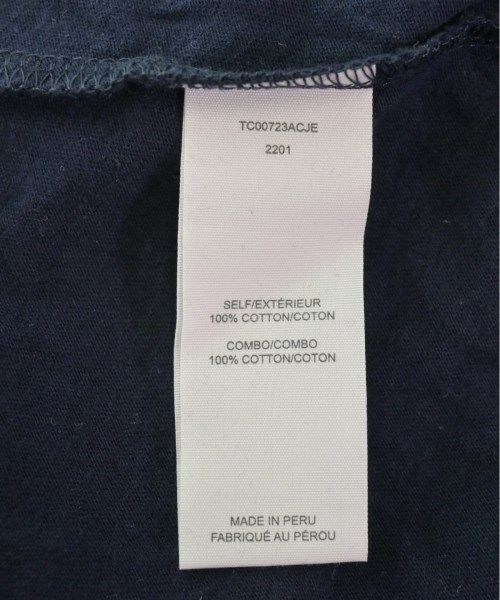 TC00723ACJE
2201
SELF/EXTÉRIEUR
100% COTTON/COTON
COMBO/COMBO
100% COTTON/COTON
MADE IN PERU
FABRIQUÉ AU PÉROU